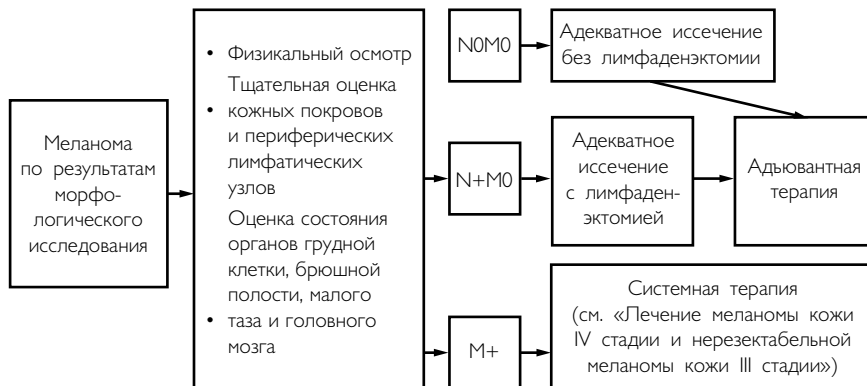 Меланома
по результатам
морфо-
логического
исследования
• Физикальный осмотр
Тщательная оценка
• кожных покровов
и периферических
лимфатических
узлов
Оценка состояния
органов грудной
клетки, брюшной
полости, малого
• таза и головного
мозга
N0M0
Адекватное иссечение
без лимфаденэктомии
N+M0
Адекватное
иссечение
с лимфаден-
эктомией
Адъювантная
терапия
M+
Системная терапия
(см. «Лечение меланомы кожи
IV стадии и нерезектабельной
меланомы кожи III стадии»)